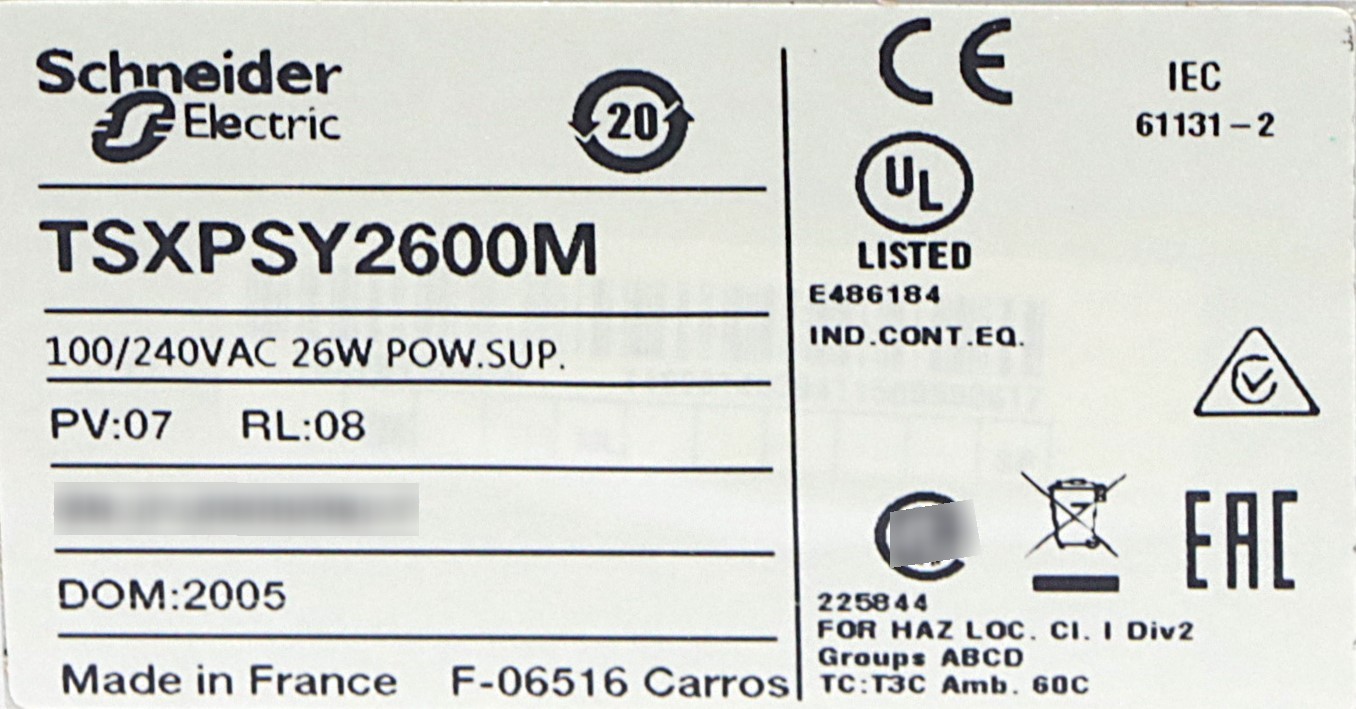 Schneider
Electric
20
TSXPSY2600M
100/240VAC 26W POW.SUP.
PV:07 RL:08
DOM:2005
Made in France F-06516 Carros
CE
IEC
61131-2
UL
LISTED
E486184
IND.CONT.EQ.
EAC
225844
FOR HAZ LOC. Cl. I Div2
Groups ABCD
TC:T3C Amb. 60C